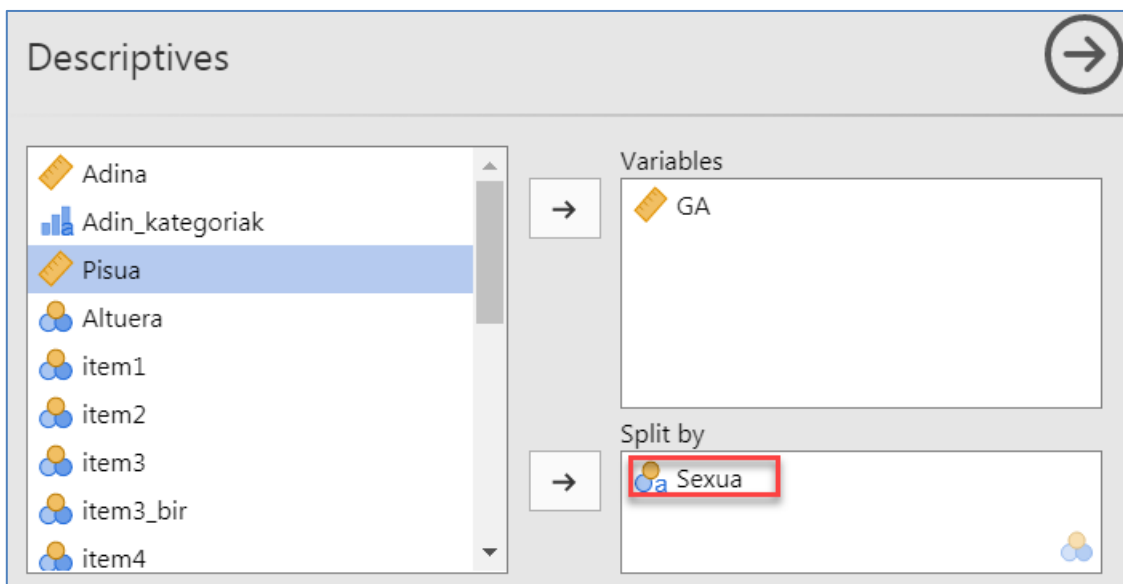 Descriptives
Adina
Adin_kategoriak
Pisua
Altuera
item1
item2
item3
item3_bir
item4
Variables
GA
Split by
Sexua